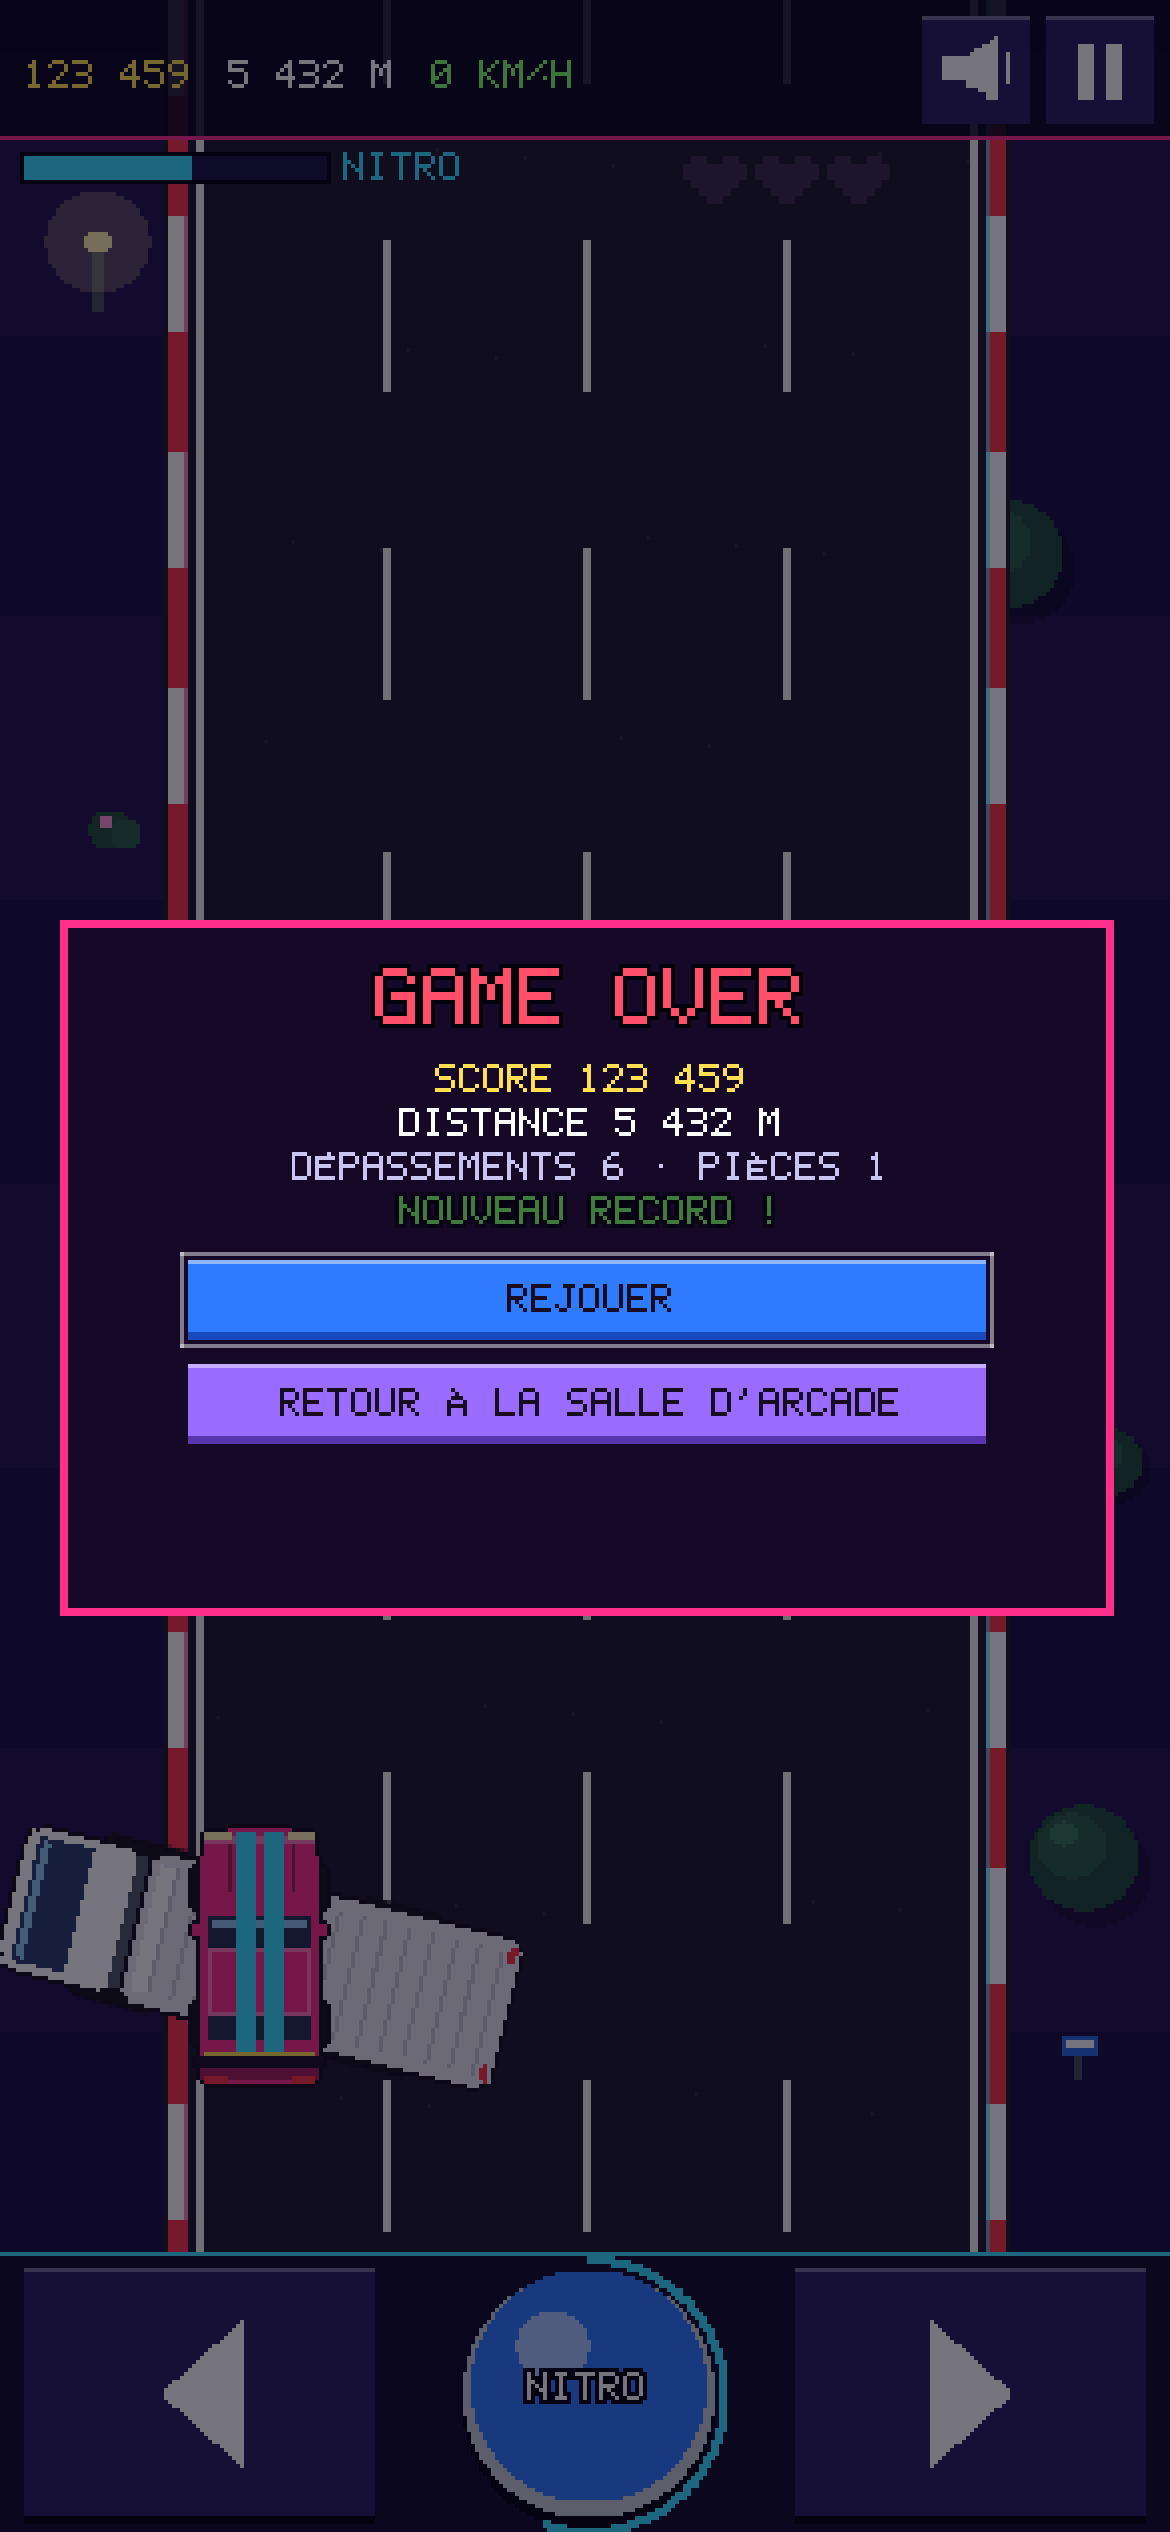 123 459 5 432 M 0 KM/H
NITRO
GAME OVER
SCORE 123 459
DISTANCE 5 432 M
DéPASSEMENTS 6 · PIèCES 1
NOUVEAU RECORD !
REJOUER
RETOUR à LA SALLE D'ARCADE
NITRO